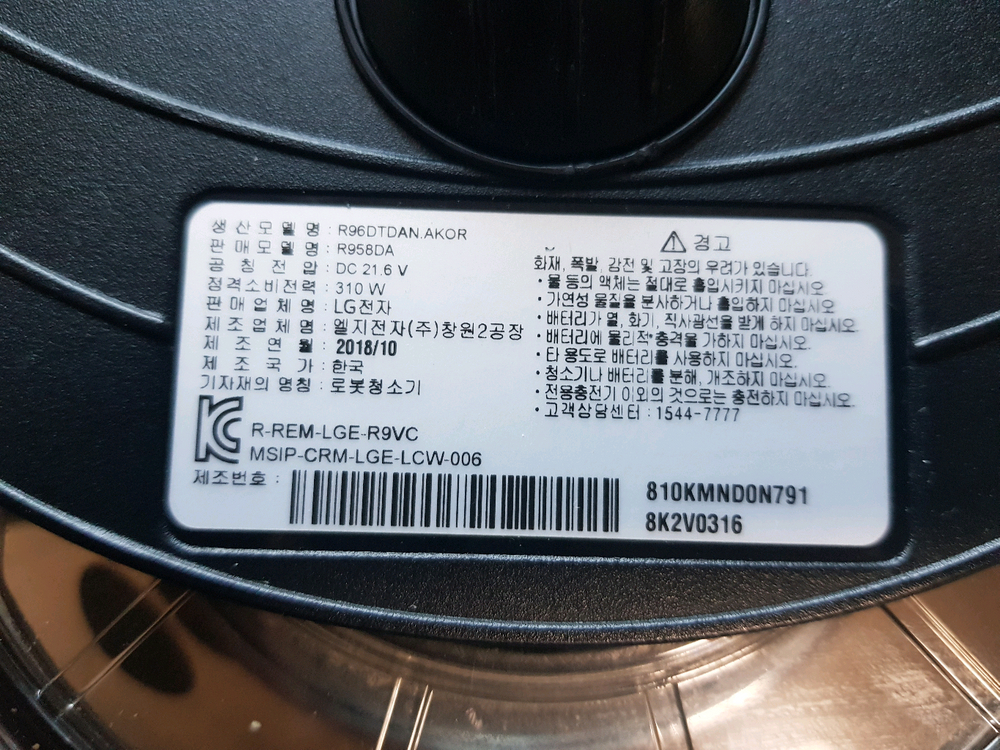 생산모델명 : R96DTDAN.AKOR
판매모델명 : R958DA
공칭전압 : DC 21.6 V
정격소비전력 : 310 W
판매업체명 : LG전자
제조업체명 : 엘지전자(주)창원2공장
제조연월 : 2018/10
제조국가 : 한국
기자재의 명칭 : 로봇청소기
R-REM-LGE-R9VC
MSIP-CRM-LGE-LCW-006
제조번호 :
810KMND0N791
8K2V0316
경고
화재, 폭발, 감전 및 고장의 우려가 있습니다.
• 물 등의 액체는 절대로 흡입시키지 마십시오
• 가연성 물질을 분사하거나 흡입하지 마십시오
• 배터리가 열, 화기, 직사광선을 받게 하지 마십시오.
• 배터리에 물리적 충격을 가하지 마십시오.
• 타 용도로 배터리를 사용하지 마십시오.
• 청소기나 배터리를 분해, 개조하지 마십시오.
• 전용충전기 이외의 것으로는 충전하지 마십시오.
• 고객상담센터 : 1544-7777